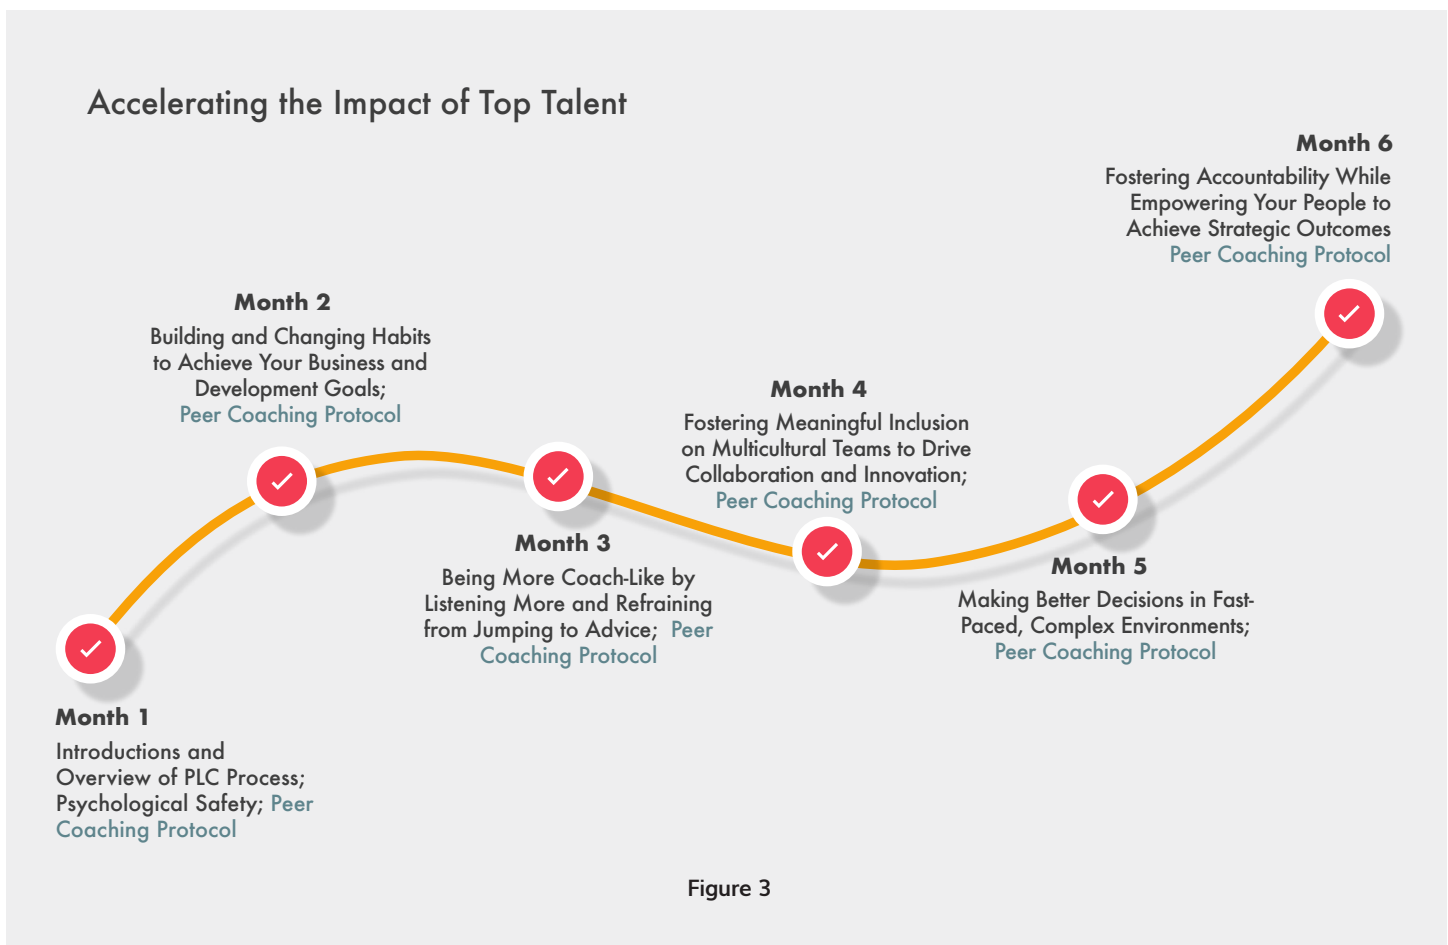 Accelerating the Impact of Top Talent
Month 1
Introductions and
Overview of PLC Process;
Psychological Safety; Peer
Coaching Protocol
Month 2
Building and Changing Habits
to Achieve Your Business and
Development Goals;
Peer Coaching Protocol
Month 3
Being More Coach-Like by
Listening More and Refraining
from Jumping to Advice; Peer
Coaching Protocol
Month 4
Fostering Meaningful Inclusion
on Multicultural Teams to Drive
Collaboration and Innovation;
Peer Coaching Protocol
Month 5
Making Better Decisions in Fast-
Paced, Complex Environments;
Peer Coaching Protocol
Month 6
Fostering Accountability While
Empowering Your People to
Achieve Strategic Outcomes
Peer Coaching Protocol
Figure 3